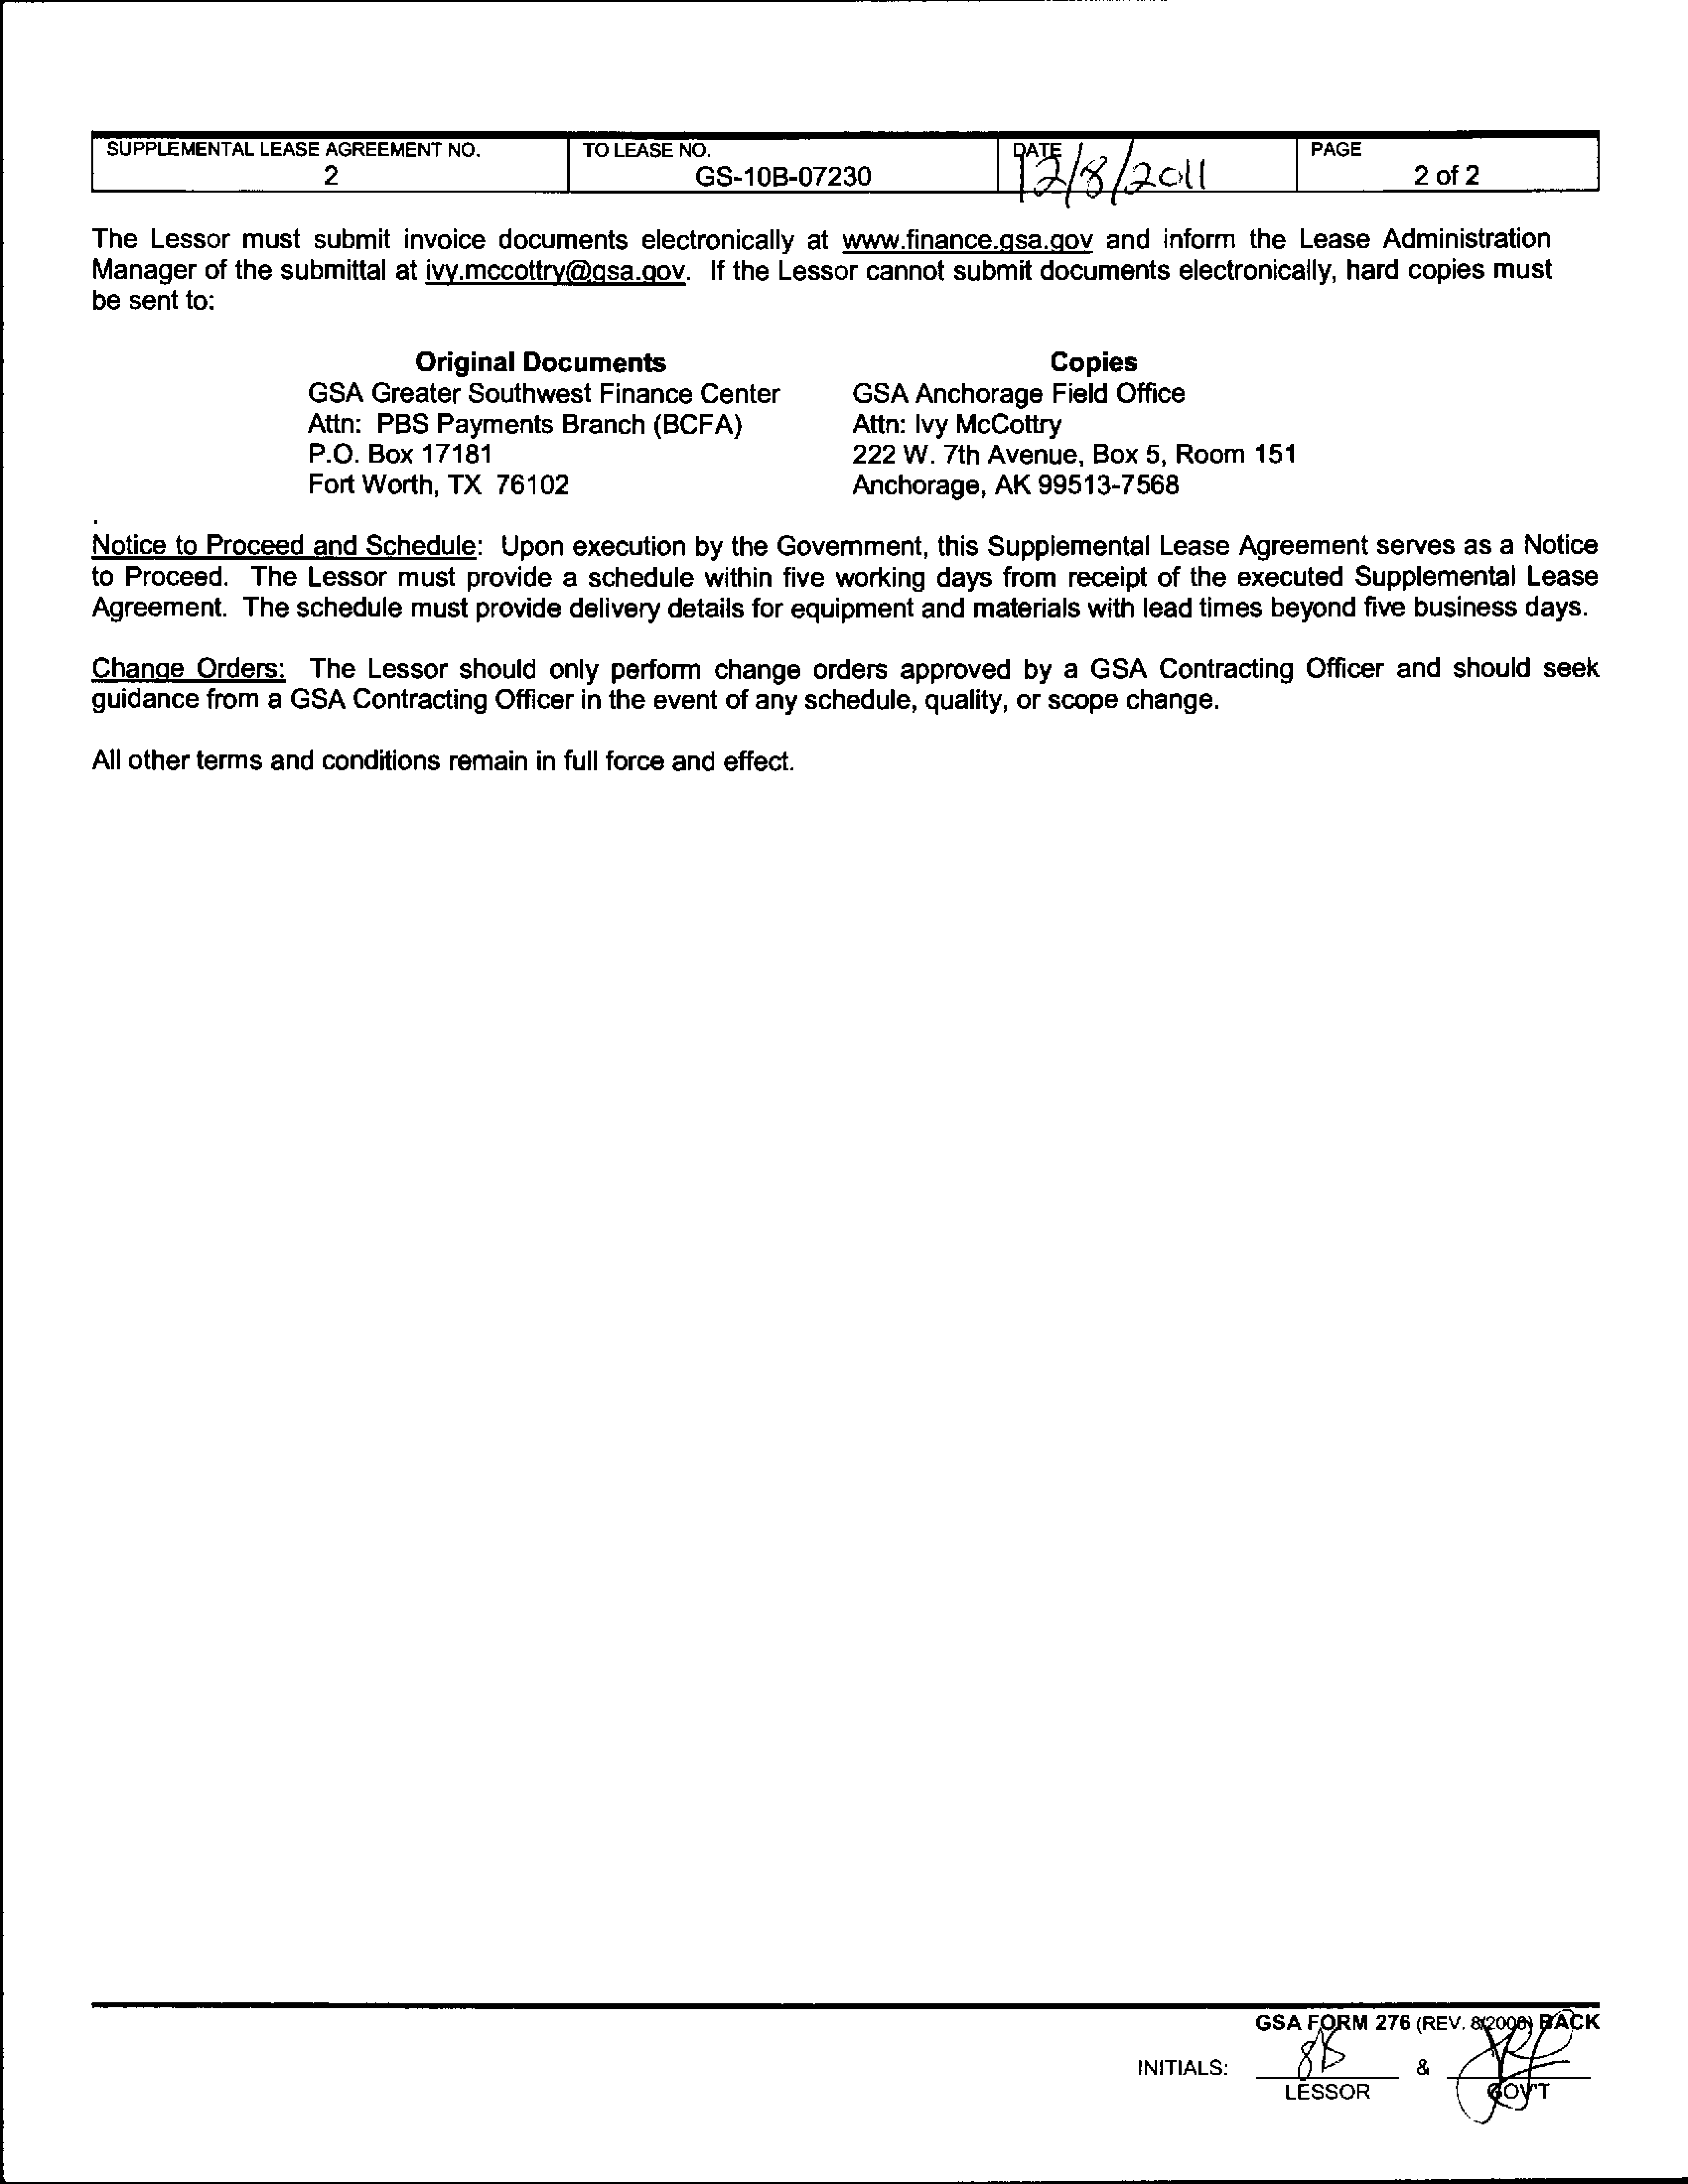 SUPPLEMENTAL LEASE AGREEMENT NO.
2
TO LEASE NO.
GS-10B-07230
DATE
12/8/2011
PAGE
2 of 2
The Lessor must submit invoice documents electronically at www.finance.gsa.gov and inform the Lease Administration
Manager of the submittal at ivy.mccottry@gsa.gov. If the Lessor cannot submit documents electronically, hard copies must
be sent to:
Original Documents
GSA Greater Southwest Finance Center
Attn: PBS Payments Branch (BCFA)
P.O. Box 17181
Fort Worth, TX 76102
Copies
GSA Anchorage Field Office
Attn: Ivy McCottry
222 W. 7th Avenue, Box 5, Room 151
Anchorage, AK 99513-7568
Notice to Proceed and Schedule: Upon execution by the Government, this Supplemental Lease Agreement serves as a Notice
to Proceed. The Lessor must provide a schedule within five working days from receipt of the executed Supplemental Lease
Agreement. The schedule must provide delivery details for equipment and materials with lead times beyond five business days.
Change Orders: The Lessor should only perform change orders approved by a GSA Contracting Officer and should seek
guidance from a GSA Contracting Officer in the event of any schedule, quality, or scope change.
All other terms and conditions remain in full force and effect.
GSA FORM 276 (REV. 8/2006) BACK
INITIALS:
&
LESSOR
GOV'T